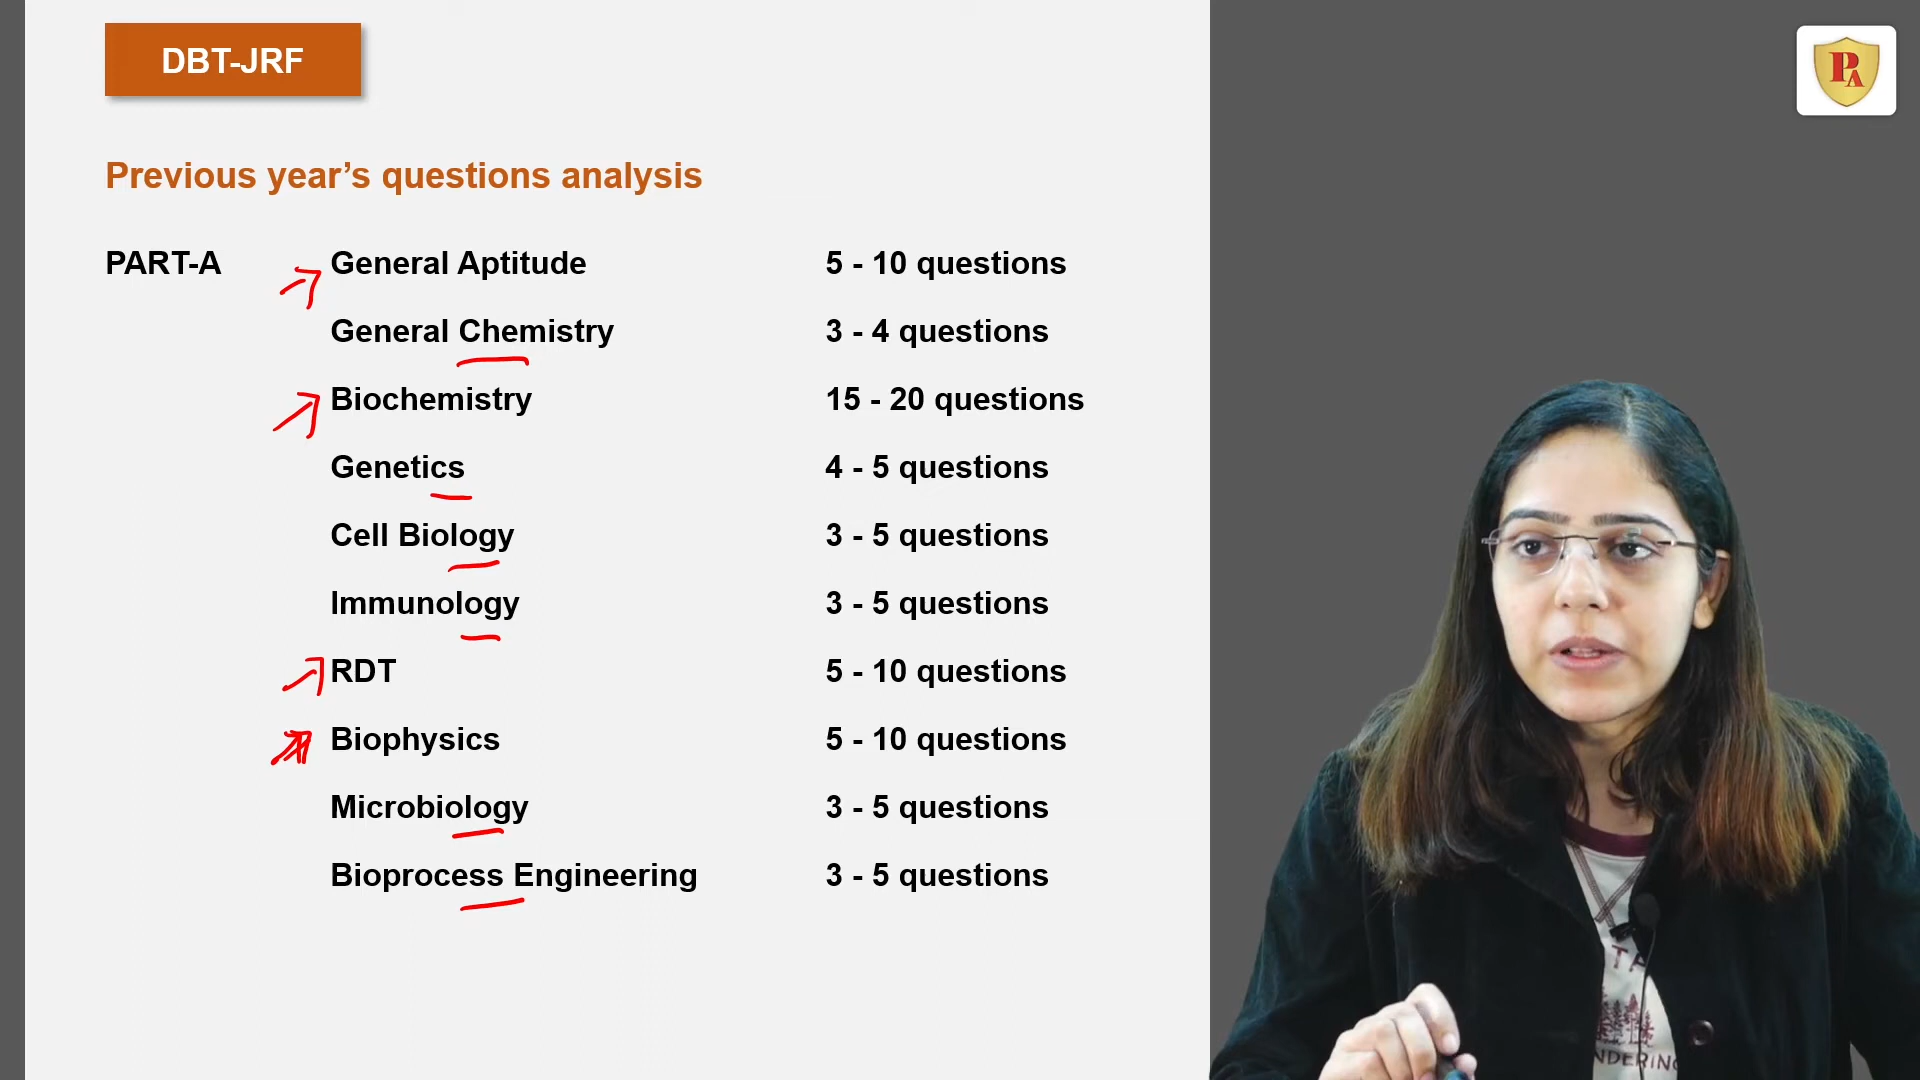 DBT-JRF
PA
Previous year’s questions analysis
PART-A General Aptitude 5 - 10 questions
General Chemistry 3 - 4 questions
Biochemistry 15 - 20 questions
Genetics 4 - 5 questions
Cell Biology 3 - 5 questions
Immunology 3 - 5 questions
RDT 5 - 10 questions
Biophysics 5 - 10 questions
Microbiology 3 - 5 questions
Bioprocess Engineering 3 - 5 questions